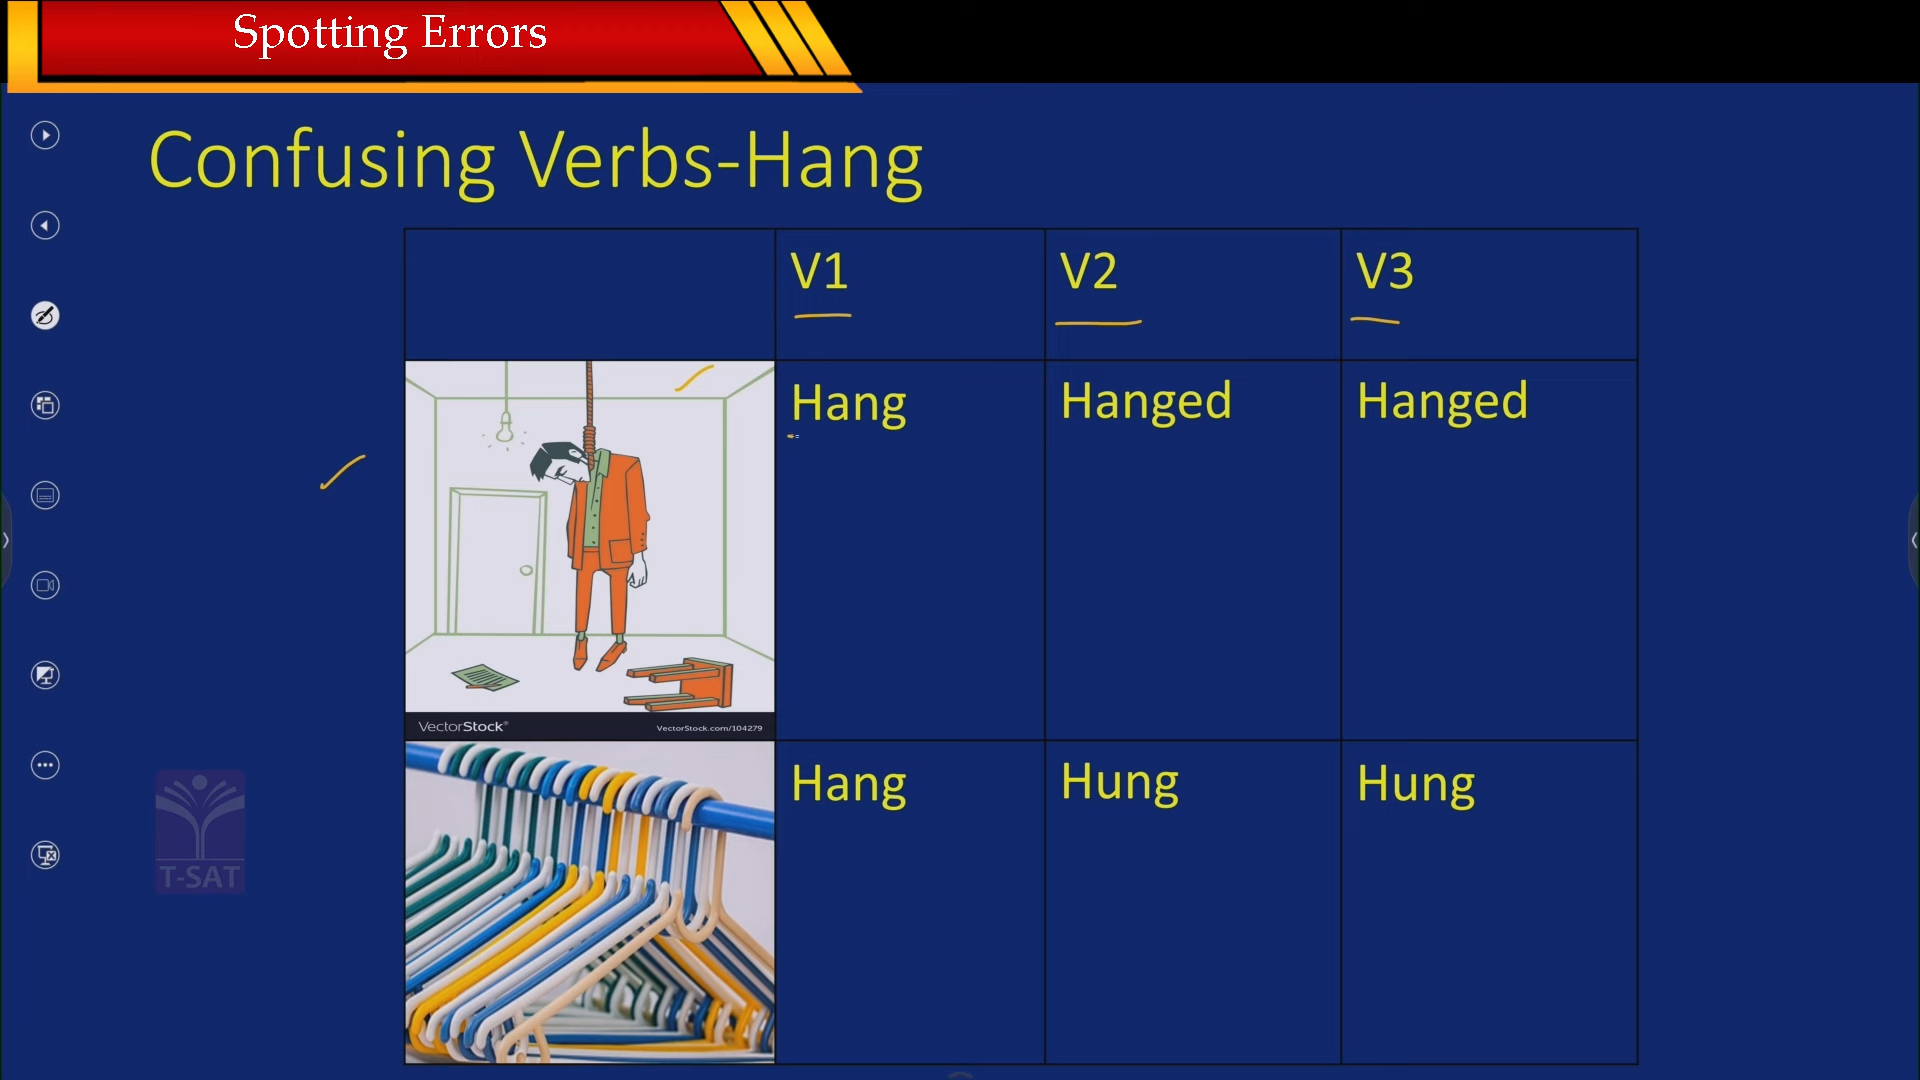 Spotting Errors
Confusing Verbs-Hang
V1 V2 V3
Hang Hanged Hanged
VectorStock® VectorStock.com/104279
Hang Hung Hung
T-SAT